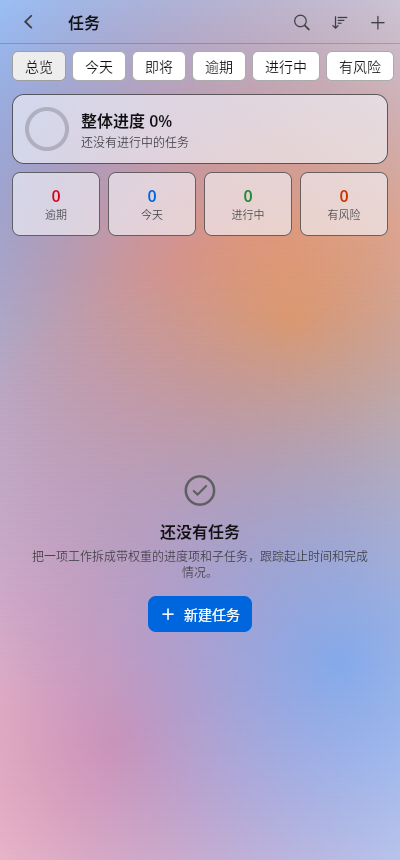 任务
总览 今天 即将 逾期 进行中 有风险
整体进度 0%
还没有进行中的任务
0 0 0 0
逾期 今天 进行中 有风险
还没有任务
把一项工作拆成带权重的进度项和子任务，跟踪起止时间和完成
情况。
新建任务